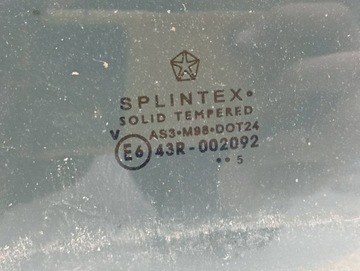 SPLINTEX•
SOLID TEMPERED
V AS3•M98•DOT24
E6 43R-002092
•• 5